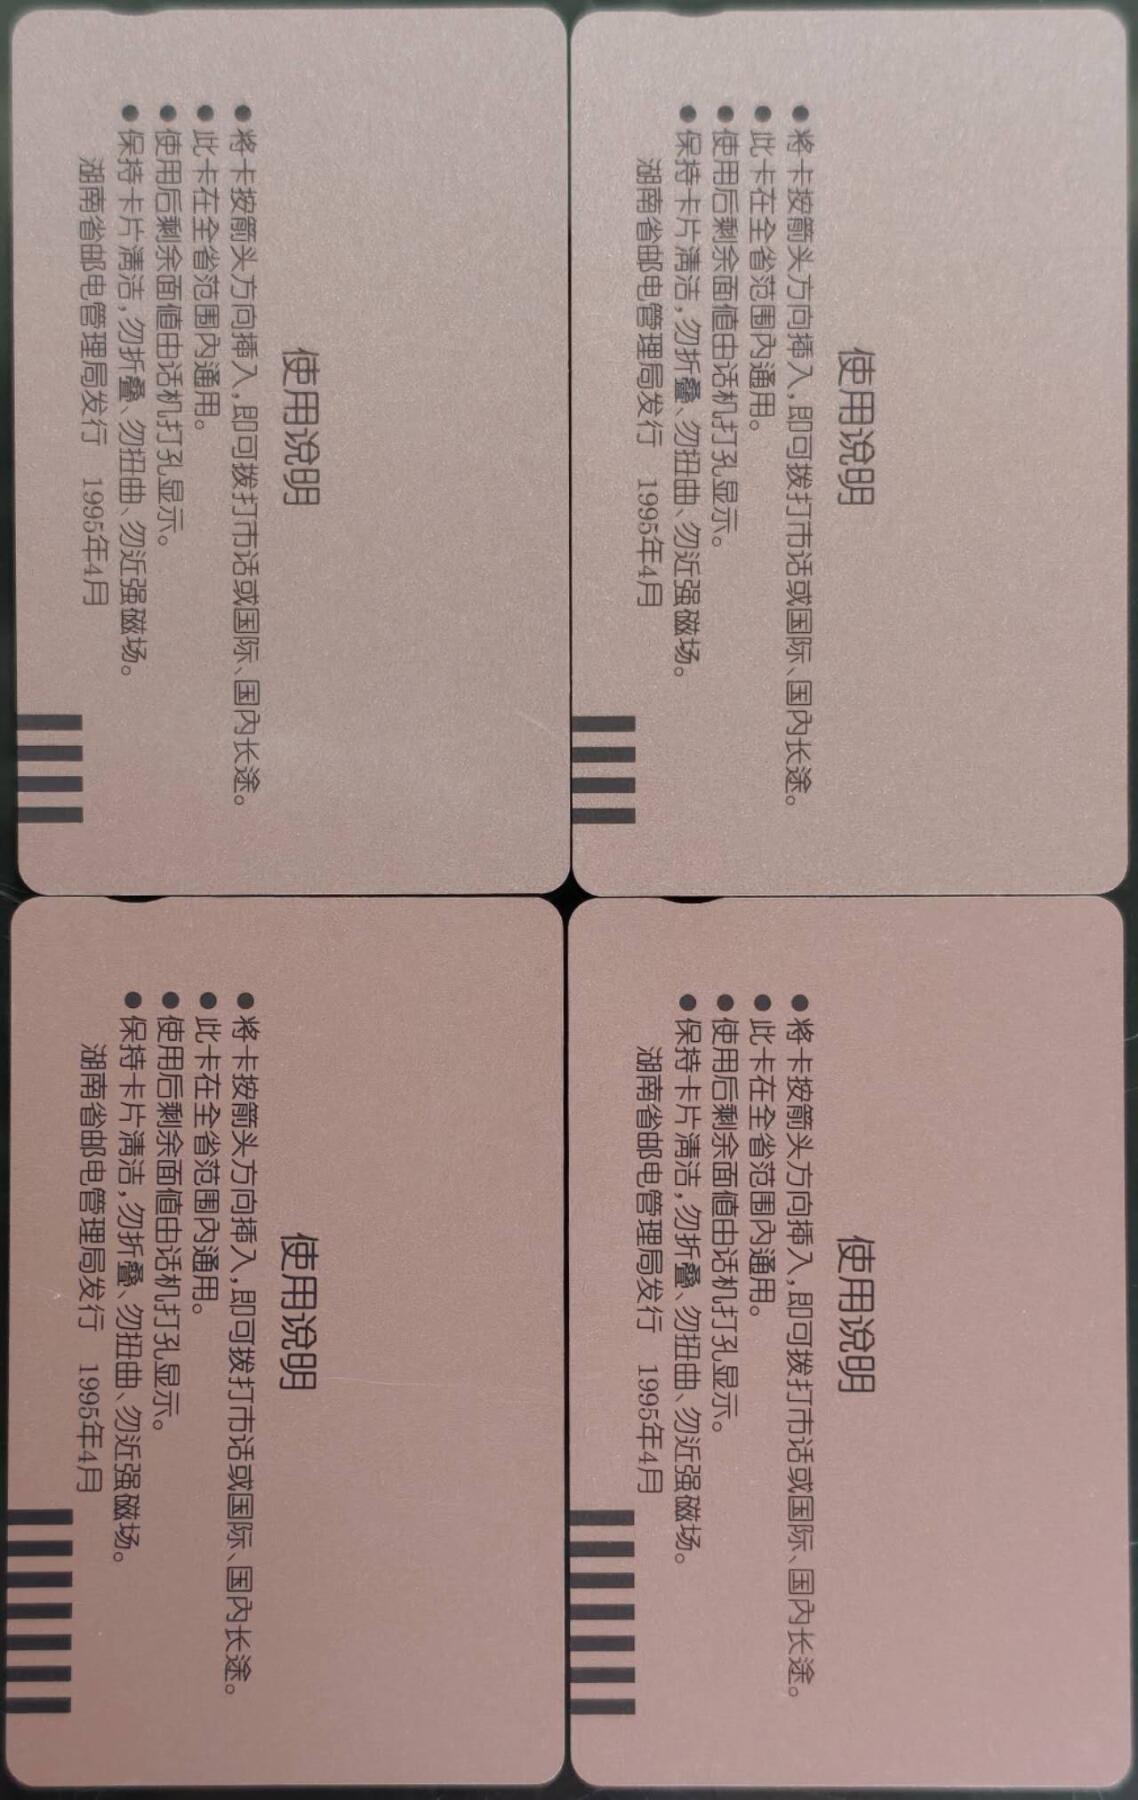 使用说明
●将卡按箭头方向插入,即可拨打市话或国际、国内长途。
●此卡在全省范围内通用。
●使用后剩余面值由话机打孔显示。
●保持卡片清洁,勿折叠、勿扭曲、勿近强磁场。
湖南省邮电管理局发行 1995年4月
使用说明
●将卡按箭头方向插入,即可拨打市话或国际、国内长途。
●此卡在全省范围内通用。
●使用后剩余面值由话机打孔显示。
●保持卡片清洁,勿折叠、勿扭曲、勿近强磁场。
湖南省邮电管理局发行 1995年4月
使用说明
●将卡按箭头方向插入,即可拨打市话或国际、国内长途。
●此卡在全省范围内通用。
●使用后剩余面值由话机打孔显示。
●保持卡片清洁,勿折叠、勿扭曲、勿近强磁场。
湖南省邮电管理局发行 1995年4月
使用说明
●将卡按箭头方向插入,即可拨打市话或国际、国内长途。
●此卡在全省范围内通用。
●使用后剩余面值由话机打孔显示。
●保持卡片清洁,勿折叠、勿扭曲、勿近强磁场。
湖南省邮电管理局发行 1995年4月